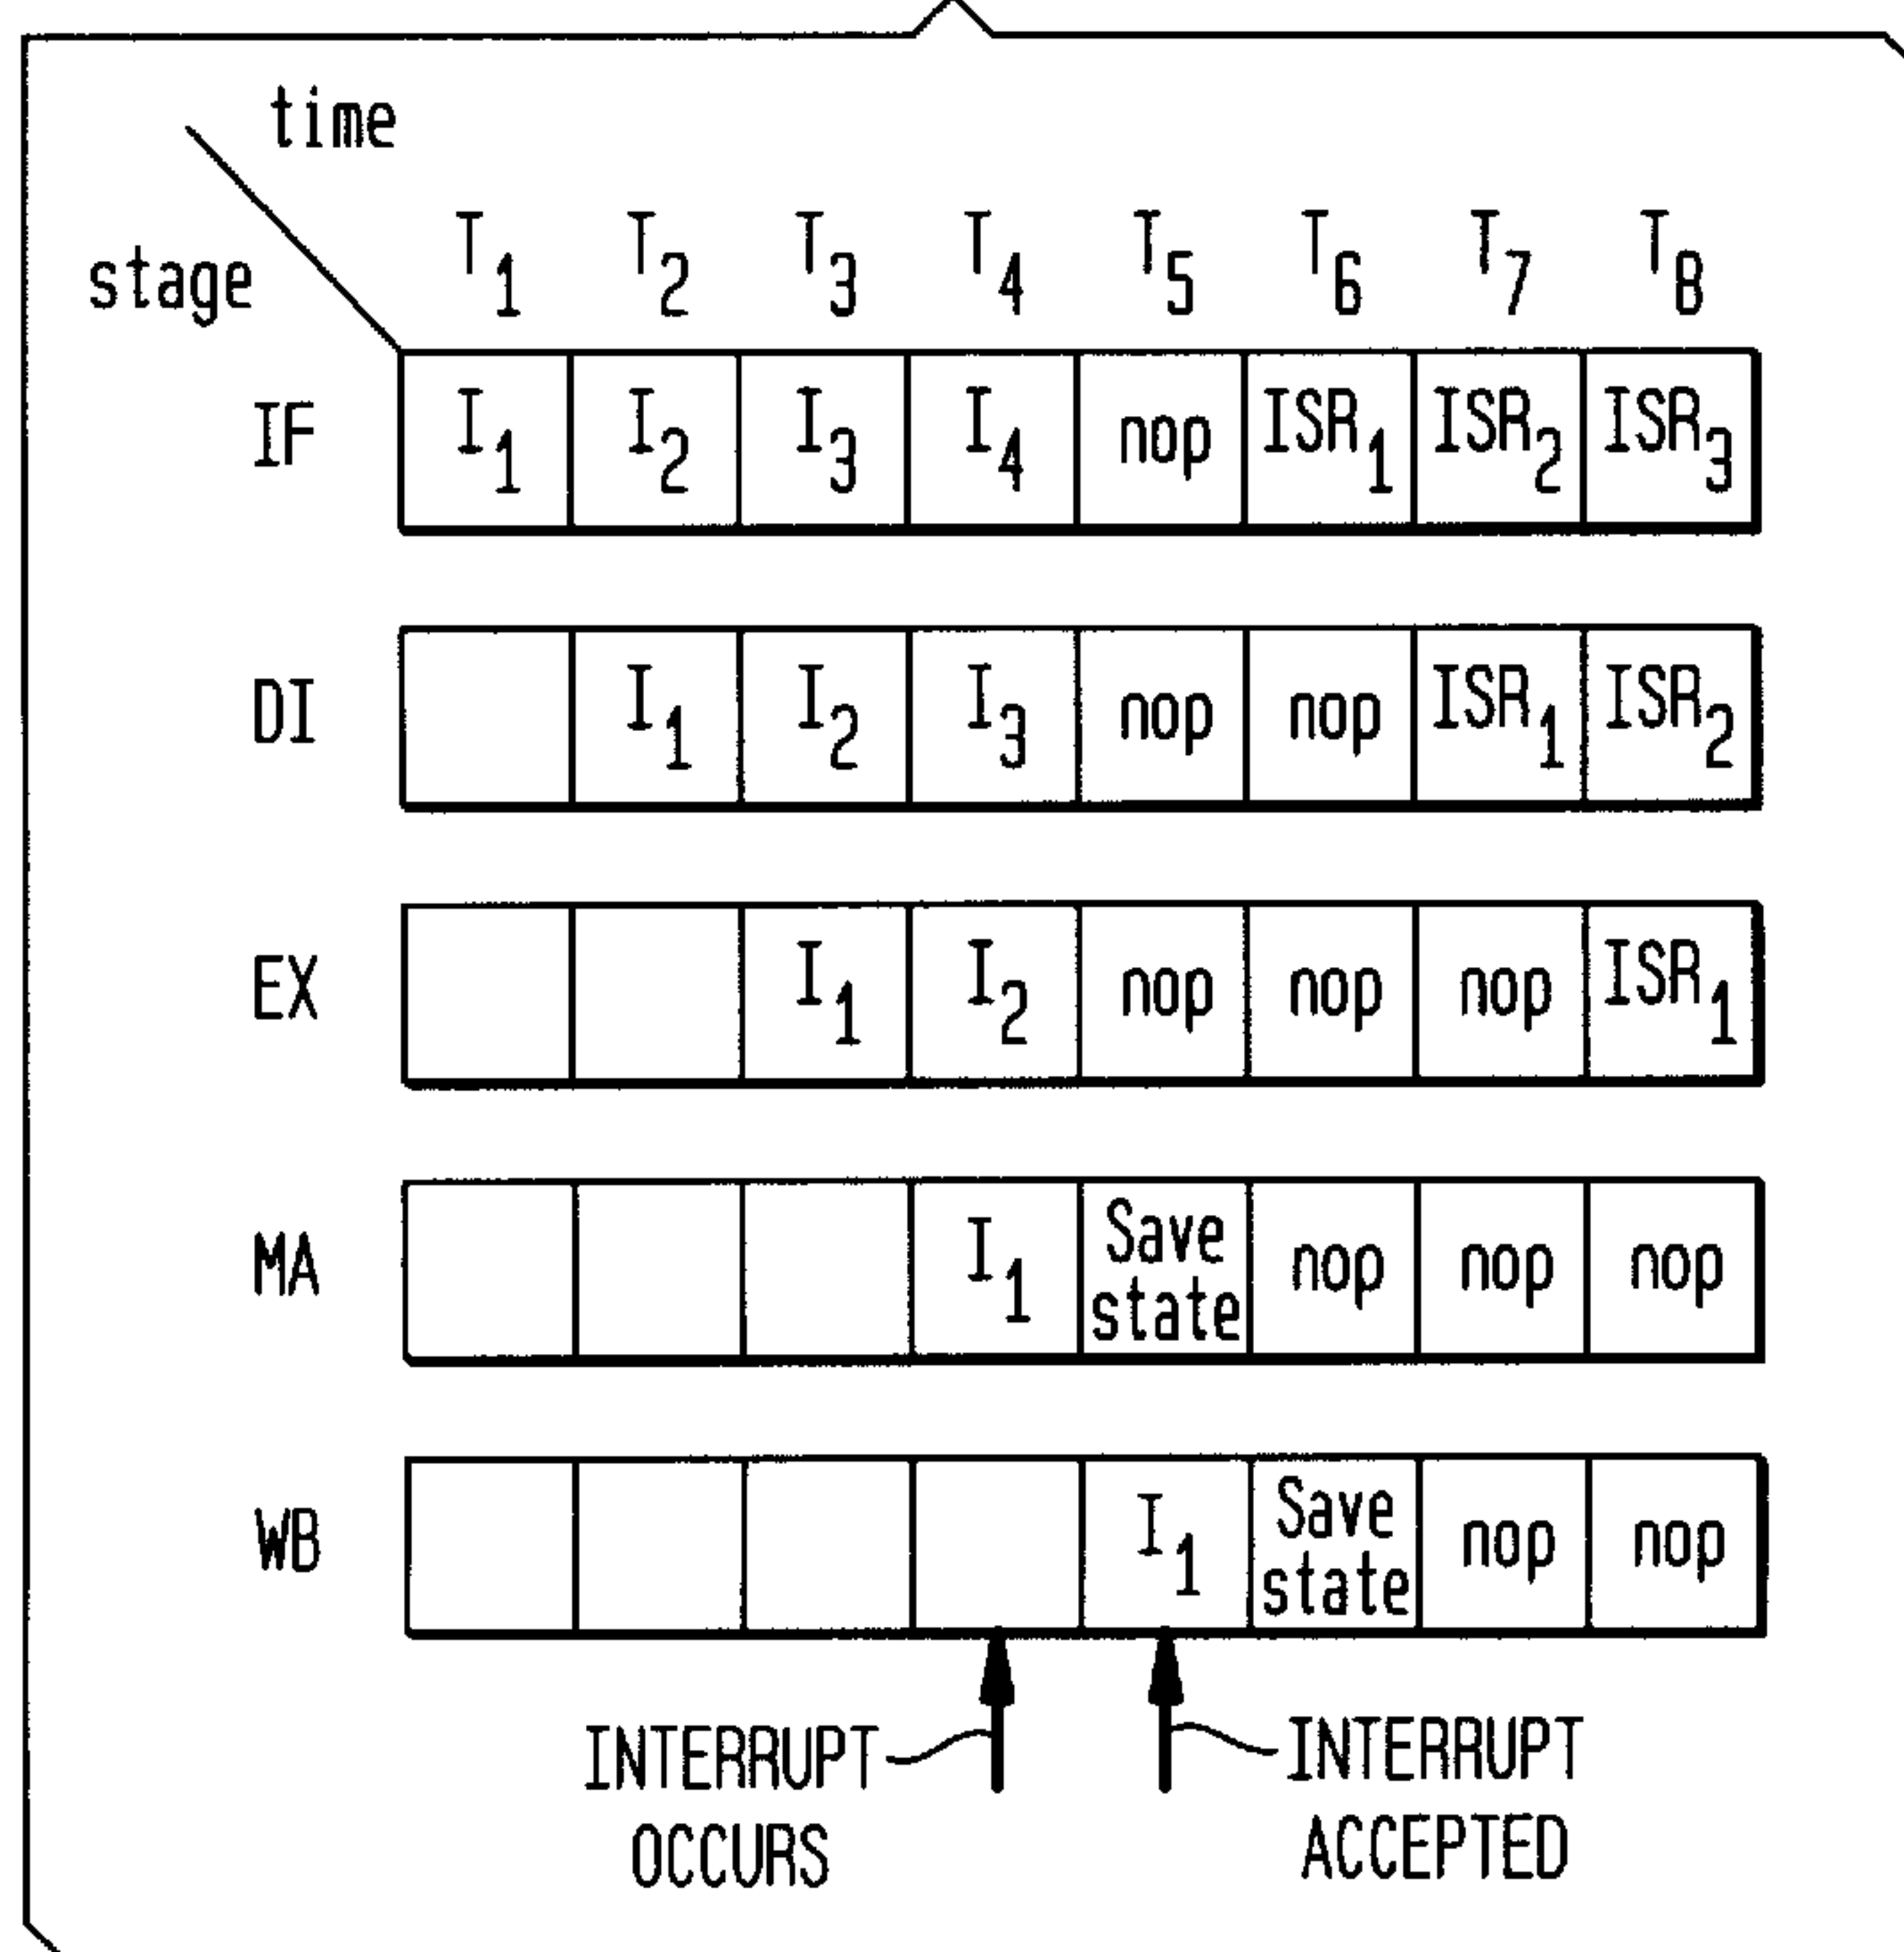 time
stage T1 T2 T3 T4 T5 T6 T7 T8
IF I1 I2 I3 I4 nop ISR1 ISR2 ISR3
DI I1 I2 I3 nop nop ISR1 ISR2
EX I1 I2 nop nop nop ISR1
MA I1 Save state nop nop nop
WB I1 Save state nop nop
INTERRUPT OCCURS
INTERRUPT ACCEPTED